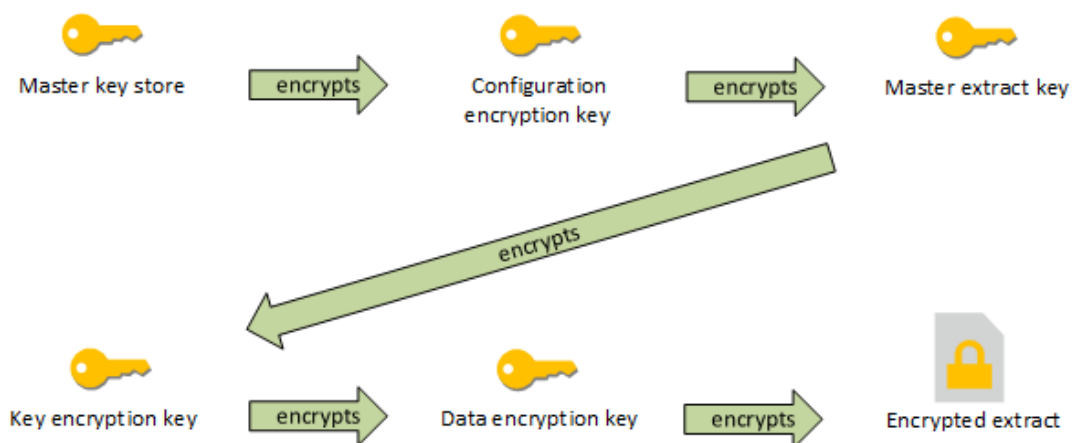 Master key store
encrypts
Configuration
encryption key
encrypts
Master extract key
encrypts
Key encryption key
encrypts
Data encryption key
encrypts
Encrypted extract